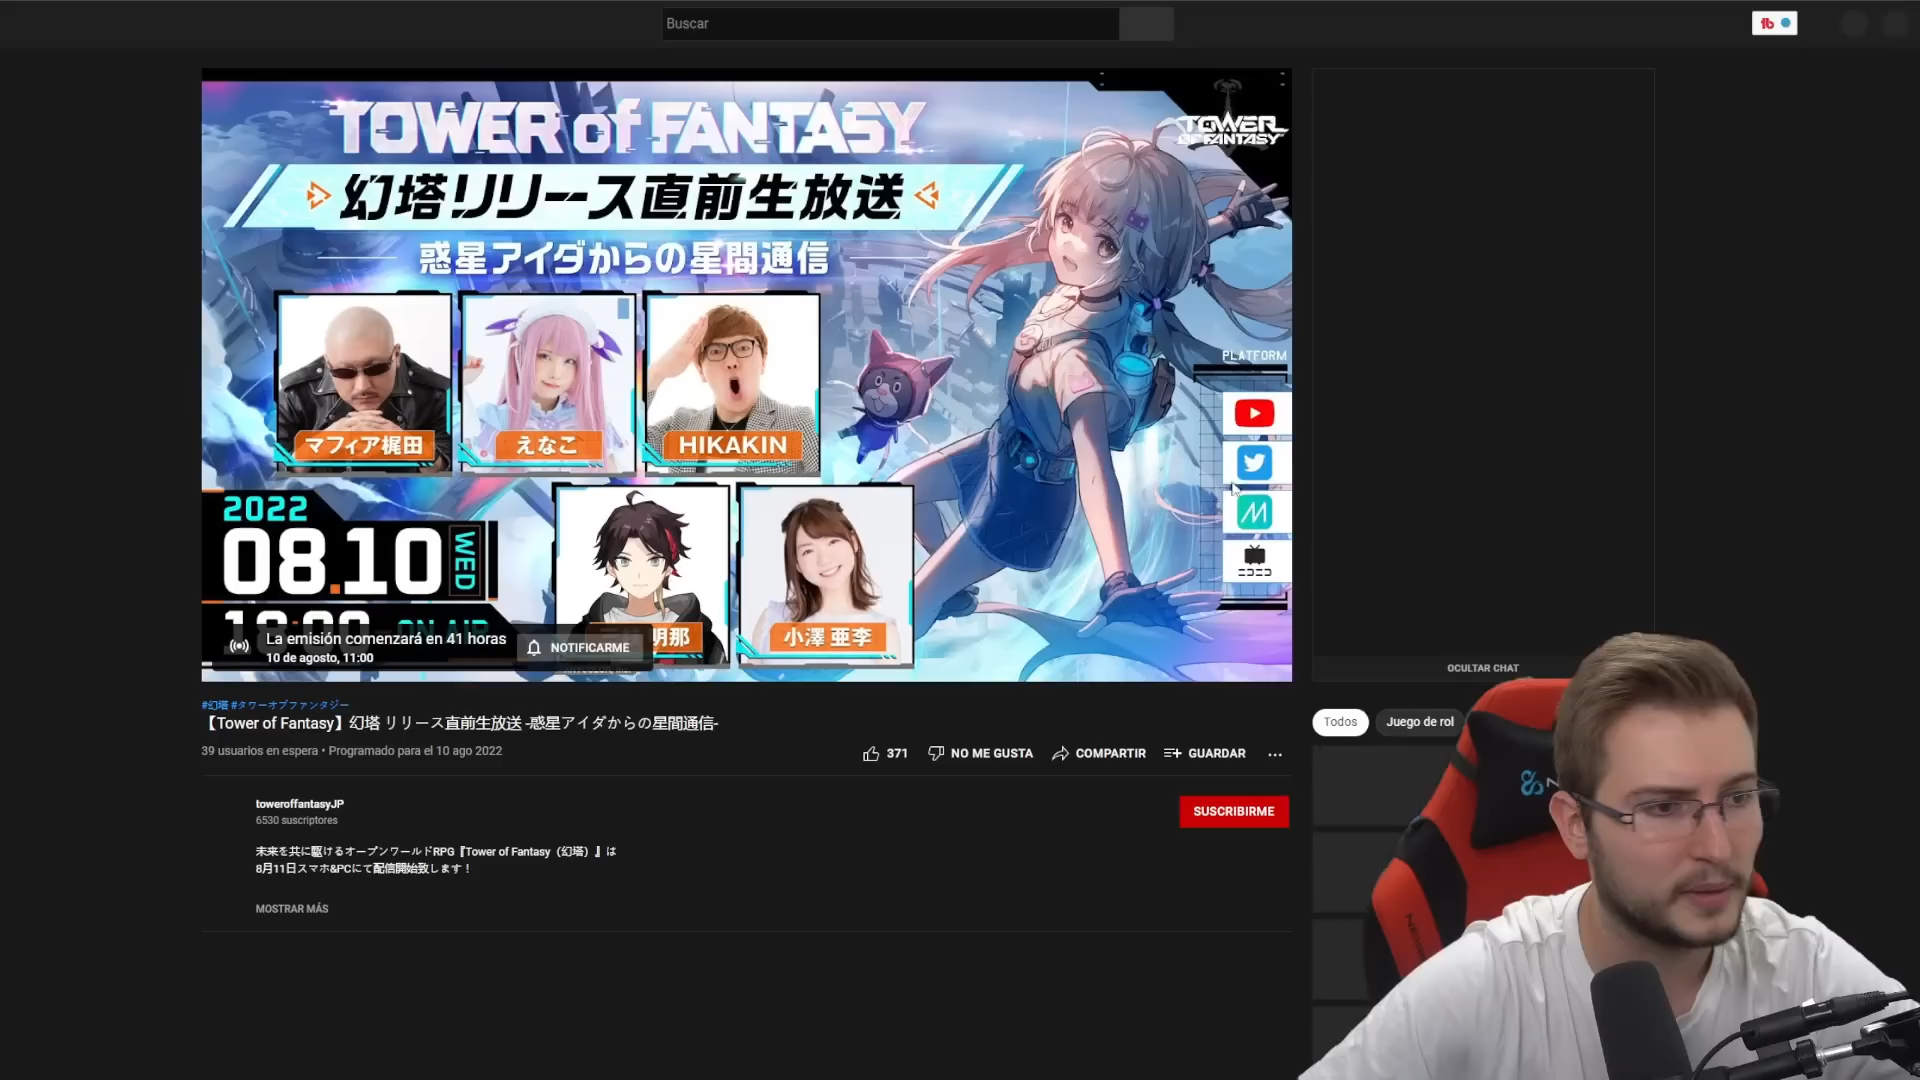 Buscar
TOWER of FANTASY
TOWER OF FANTASY
幻塔リリース直前生放送
惑星アイダからの星間通信
PLATFORM
マフィア梶田
えなこ
HIKAKIN
2022
08.10
WED
明那
小澤 亜李
ニコニコ
La emisión comenzará en 41 horas
10 de agosto, 11:00
NOTIFICARME
OCULTAR CHAT
#幻塔 #タワーオブファンタジー
【Tower of Fantasy】幻塔 リリース直前生放送 -惑星アイダからの星間通信-
39 usuarios en espera • Programado para el 10 ago 2022
371
NO ME GUSTA
COMPARTIR
GUARDAR
Todos
Juego de rol
toweroffantasyJP
6530 suscriptores
SUSCRIBIRME
未来を共に駆けるオープンワールドRPG『Tower of Fantasy（幻塔）』は
8月11日スマホ&PCにて配信開始致します！
MOSTRAR MÁS